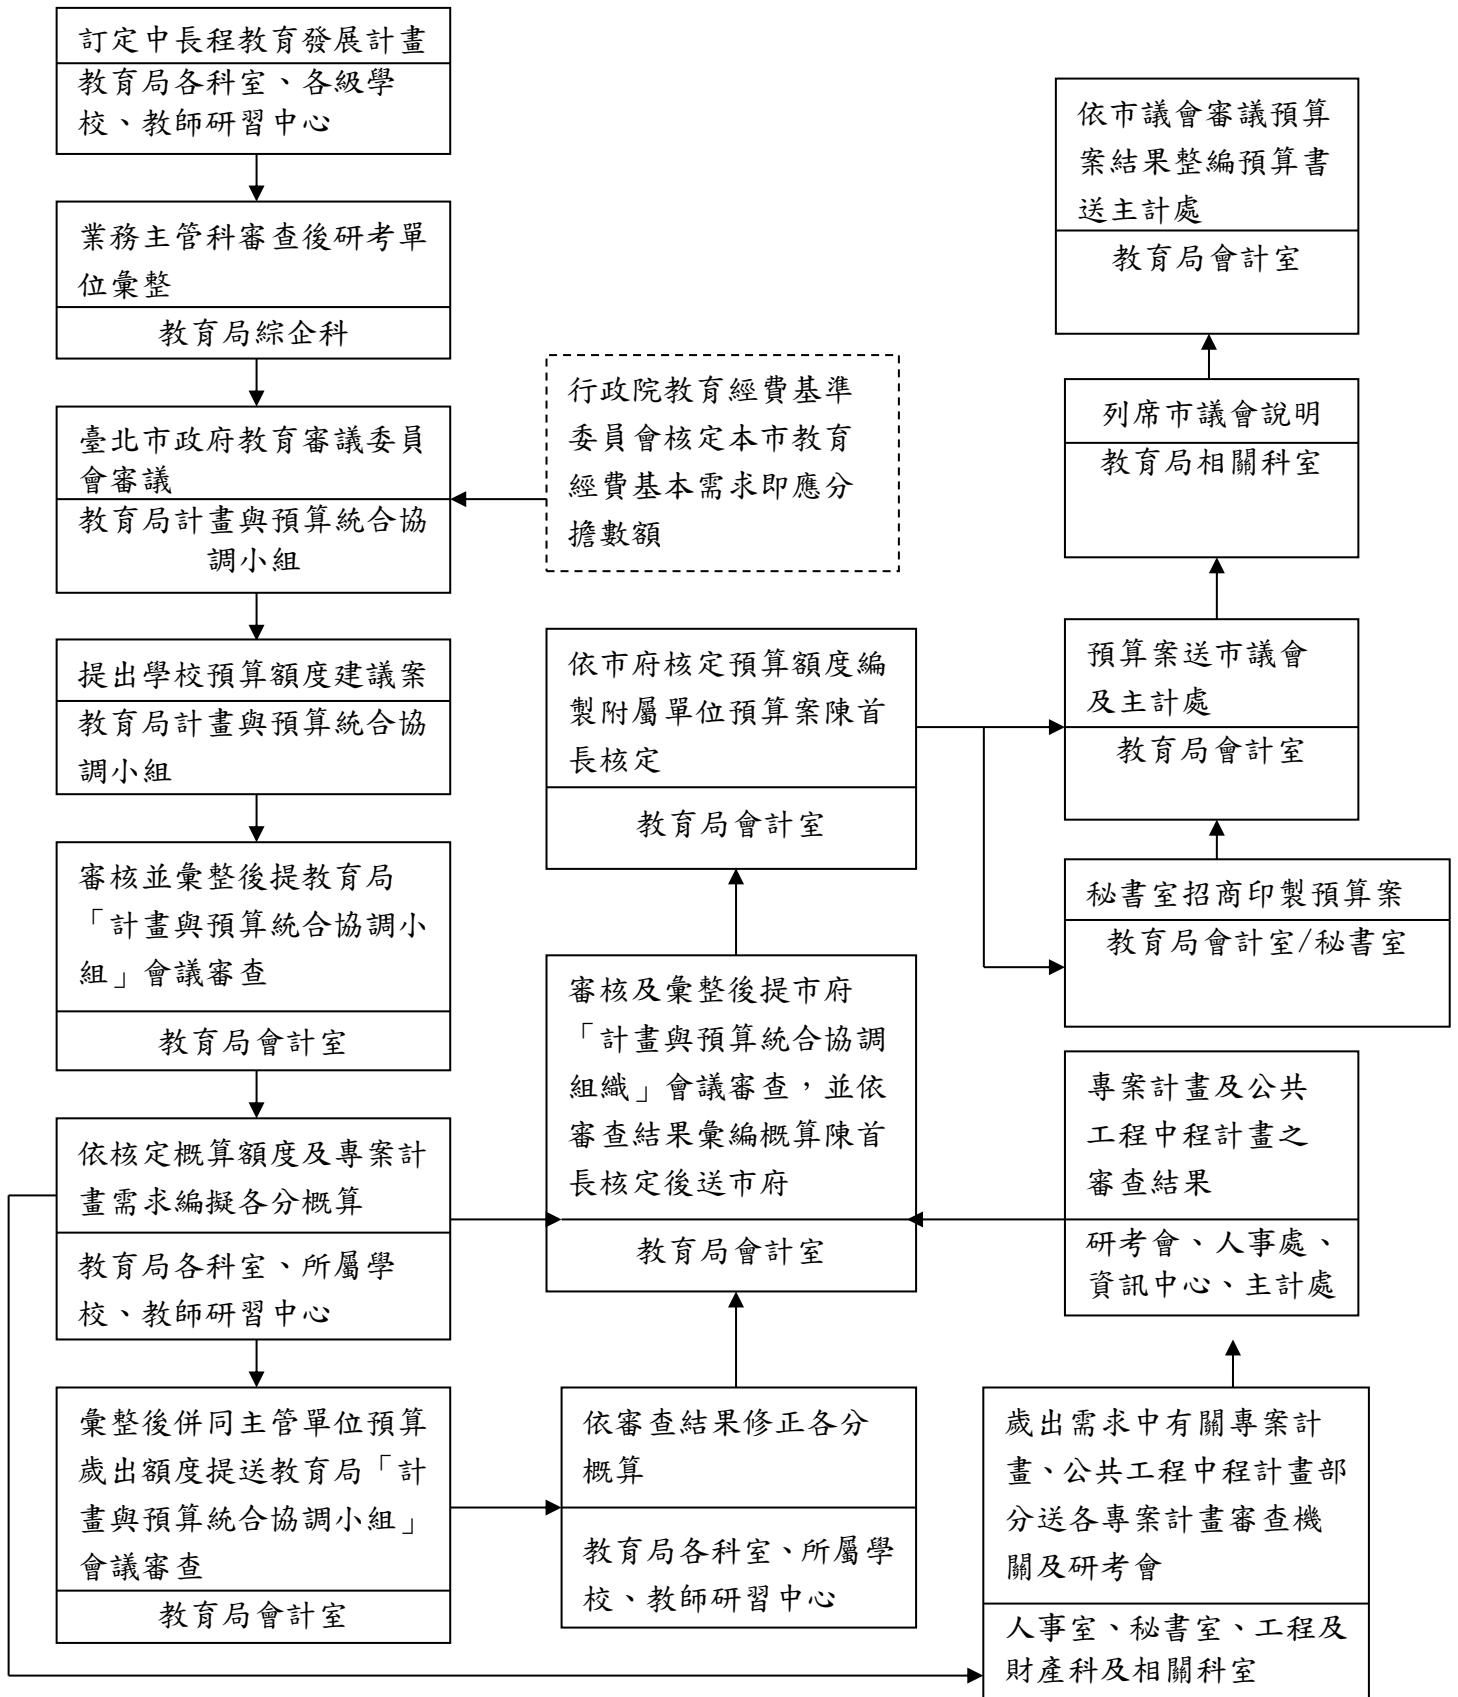 訂定中長程教育發展計畫
教育局各科室、各級學
校、教師研習中心
業務主管科審查後研考單
位彙整
教育局綜企科
臺北市政府教育審議委員
會審議
教育局計畫與預算統合協
調小組
行政院教育經費基準
委員會核定本市教育
經費基本需求即應分
擔數額
提出學校預算額度建議案
教育局計畫與預算統合協
調小組
審核並彙整後提教育局
「計畫與預算統合協調小
組」會議審查
教育局會計室
依核定概算額度及專案計
畫需求編擬各分概算
教育局各科室、所屬學
校、教師研習中心
彙整後併同主管單位預算
歲出額度提送教育局「計
畫與預算統合協調小組」
會議審查
教育局會計室
依審查結果修正各分
概算
教育局各科室、所屬學
校、教師研習中心
審核及彙整後提市府
「計畫與預算統合協調
組織」會議審查，並依
審查結果彙編概算陳首
長核定後送市府
教育局會計室
依市府核定預算額度編
製附屬單位預算案陳首
長核定
教育局會計室
依市議會審議預算
案結果整編預算書
送主計處
教育局會計室
列席市議會說明
教育局相關科室
預算案送市議會
及主計處
教育局會計室
秘書室招商印製預算案
教育局會計室/秘書室
專案計畫及公共
工程中程計畫之
審查結果
研考會、人事處、
資訊中心、主計處
歲出需求中有關專案計
畫、公共工程中程計畫部
分送各專案計畫審查機
關及研考會
人事室、秘書室、工程及
財產科及相關科室